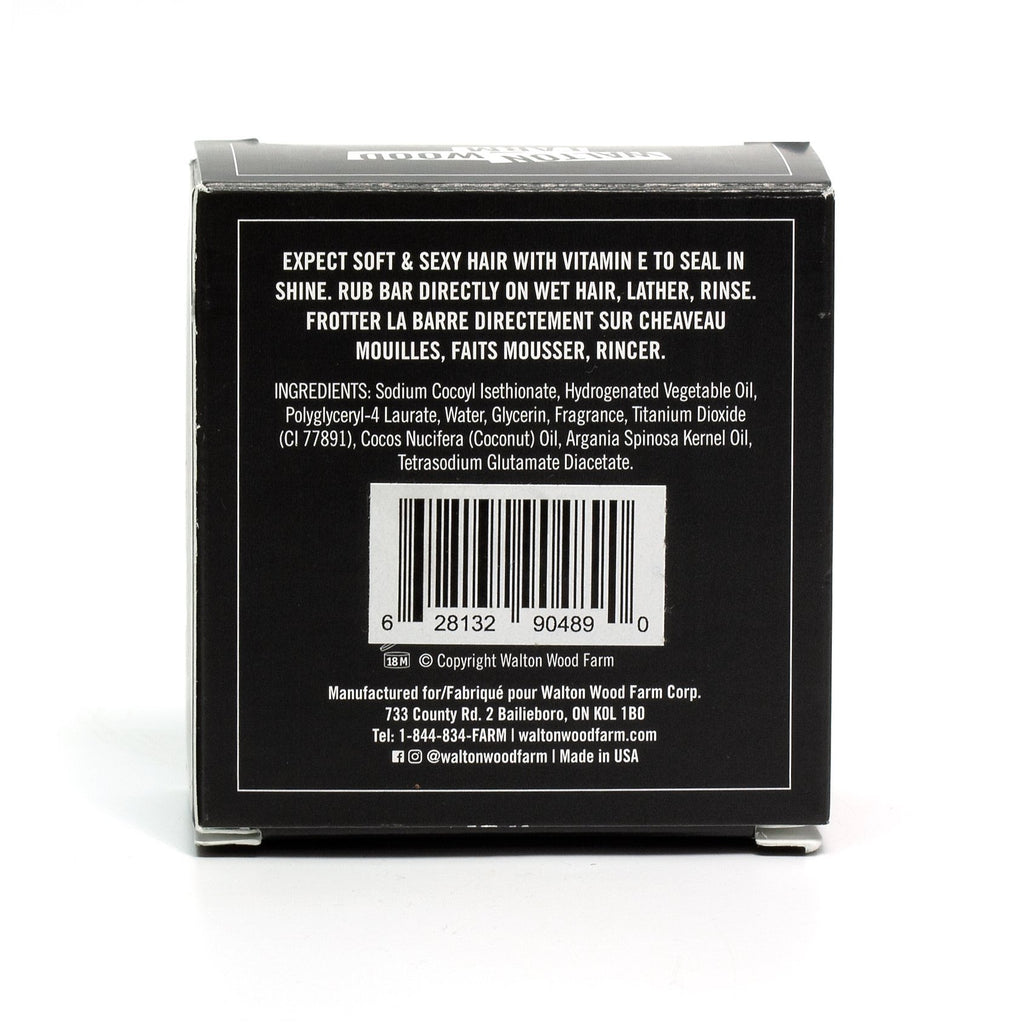 WALTON WOOD
FARM
EXPECT SOFT & SEXY HAIR WITH VITAMIN E TO SEAL IN
SHINE. RUB BAR DIRECTLY ON WET HAIR, LATHER, RINSE.
FROTTER LA BARRE DIRECTEMENT SUR CHEAVEAU
MOUILLES, FAITS MOUSSER, RINCER.
INGREDIENTS: Sodium Cocoyl Isethionate, Hydrogenated Vegetable Oil,
Polyglyceryl-4 Laurate, Water, Glycerin, Fragrance, Titanium Dioxide
(CI 77891), Cocos Nucifera (Coconut) Oil, Argania Spinosa Kernel Oil,
Tetrasodium Glutamate Diacetate.
6 28132 90489 0
18 M © Copyright Walton Wood Farm
Manufactured for/Fabriqué pour Walton Wood Farm Corp.
733 County Rd. 2 Bailieboro, ON K0L 1B0
Tel: 1-844-834-FARM | waltonwoodfarm.com
@waltonwoodfarm | Made in USA